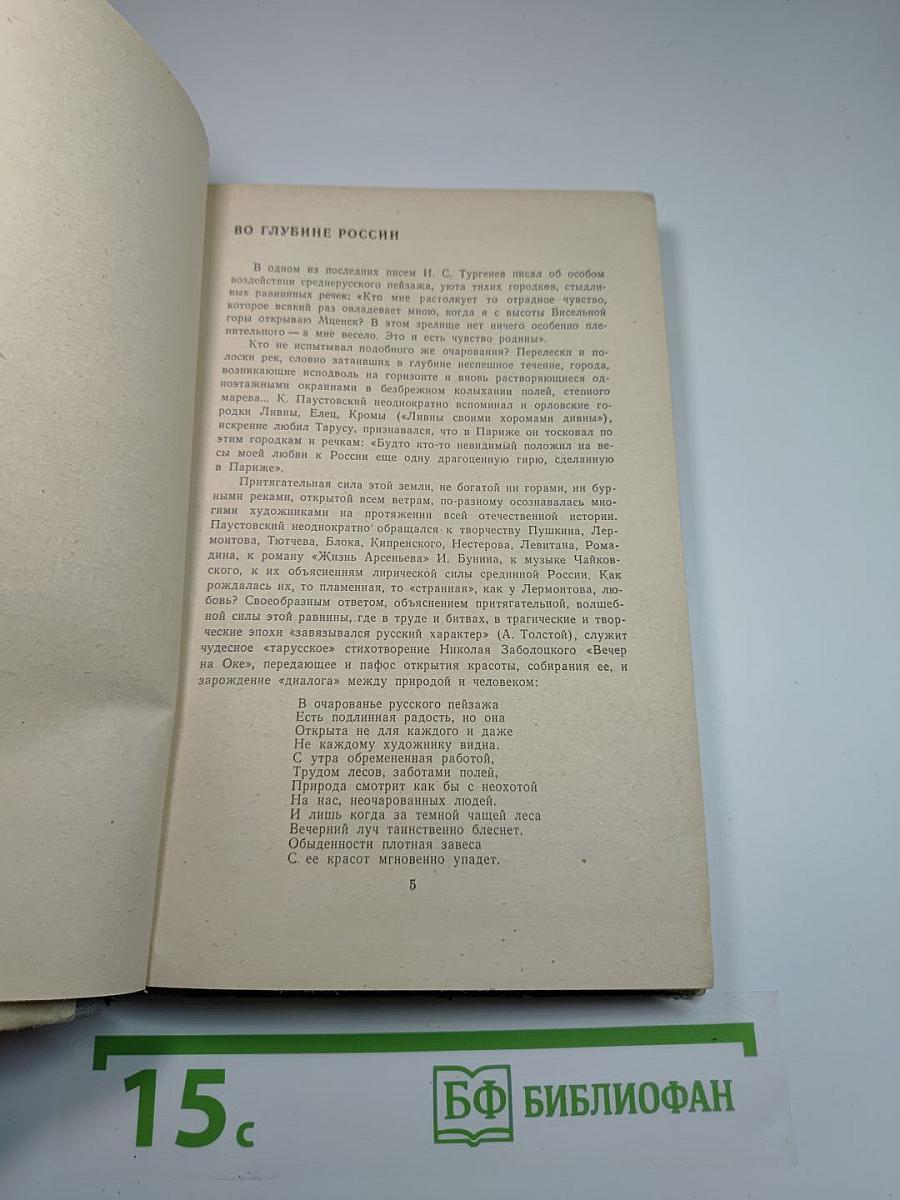 ВО ГЛУБИНЕ РОССИИ
В одном из последних писем И. С. Тургенев писал об особом
воздействии среднерусского пейзажа, уюта тихих городков, стыдли-
вых равнинных речек: «Кто мне растолкует то отрадное чувство,
которое всякий раз овладевает мною, когда я с высоты Висельной
горы открываю Мценск? В этом зрелище нет ничего особенно пле-
нительного — а мне весело. Это и есть чувство родины».
Кто не испытывал подобного же очарования? Перелески и по-
лоски рек, словно затаивших в глубине неспешное течение, города,
возникающие исподволь на горизонте и вновь растворяющиеся од-
ноэтажными окраинами в безбрежном колыхании полей, степного
марева... К. Паустовский неоднократно вспоминал и орловские го-
родки Ливны, Елец, Кромы («Ливны своими хоромами дивны»),
искренне любил Тарусу, признавался, что в Париже он тосковал по
этим городкам и речкам: «Будто кто-то невидимый положил на ве-
сы моей любви к России еще одну драгоценную гирю, сделанную
в Париже».
Притягательная сила этой земли, не богатой ни горами, ни бур-
ными реками, открытой всем ветрам, по-разному осознавалась мно-
гими художниками на протяжении всей отечественной истории.
Паустовский неоднократно обращался к творчеству Пушкина, Лер-
монтова, Тютчева, Блока, Кипренского, Нестерова, Левитана, Рома-
дина, к роману «Жизнь Арсеньева» И. Бунина, к музыке Чайков-
ского, к их объяснениям лирической силы срединной России. Как
рождалась их, то пламенная, то «странная», как у Лермонтова, лю-
бовь? Своеобразным ответом, объяснением притягательной, волшеб-
ной силы этой равнины, где в труде и битвах, в трагические и твор-
ческие эпохи «завязывался русский характер» (А. Толстой), служит
чудесное «тарусское» стихотворение Николая Заболоцкого «Вечер
на Оке», передающее и пафос открытия красоты, собирания ее, и
зарождение «диалога» между природой и человеком:
В очарованье русского пейзажа
Есть подлинная радость, но она
Открыта не для каждого и даже
Не каждому художнику видна.
С утра обремененная работой,
Трудом лесов, заботами полей,
Природа смотрит как бы с неохотой
На нас, неочарованных людей.
И лишь когда за темной чащей леса
Вечерний луч таинственно блеснет,
Обыденности плотная завеса
С ее красот мгновенно упадет.
5
15 с
БФ БИБЛИОФАН